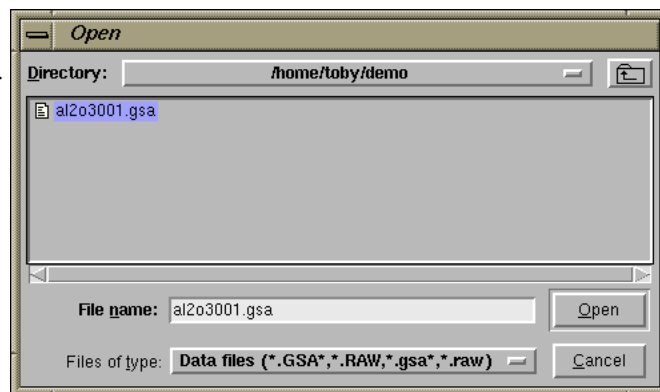 Open
Directory: /home/toby/demo
al2o3001.gsa
File name: al2o3001.gsa Open
Files of type: Data files (*.GSA*,*.RAW,*.gsa*,*.raw) Cancel